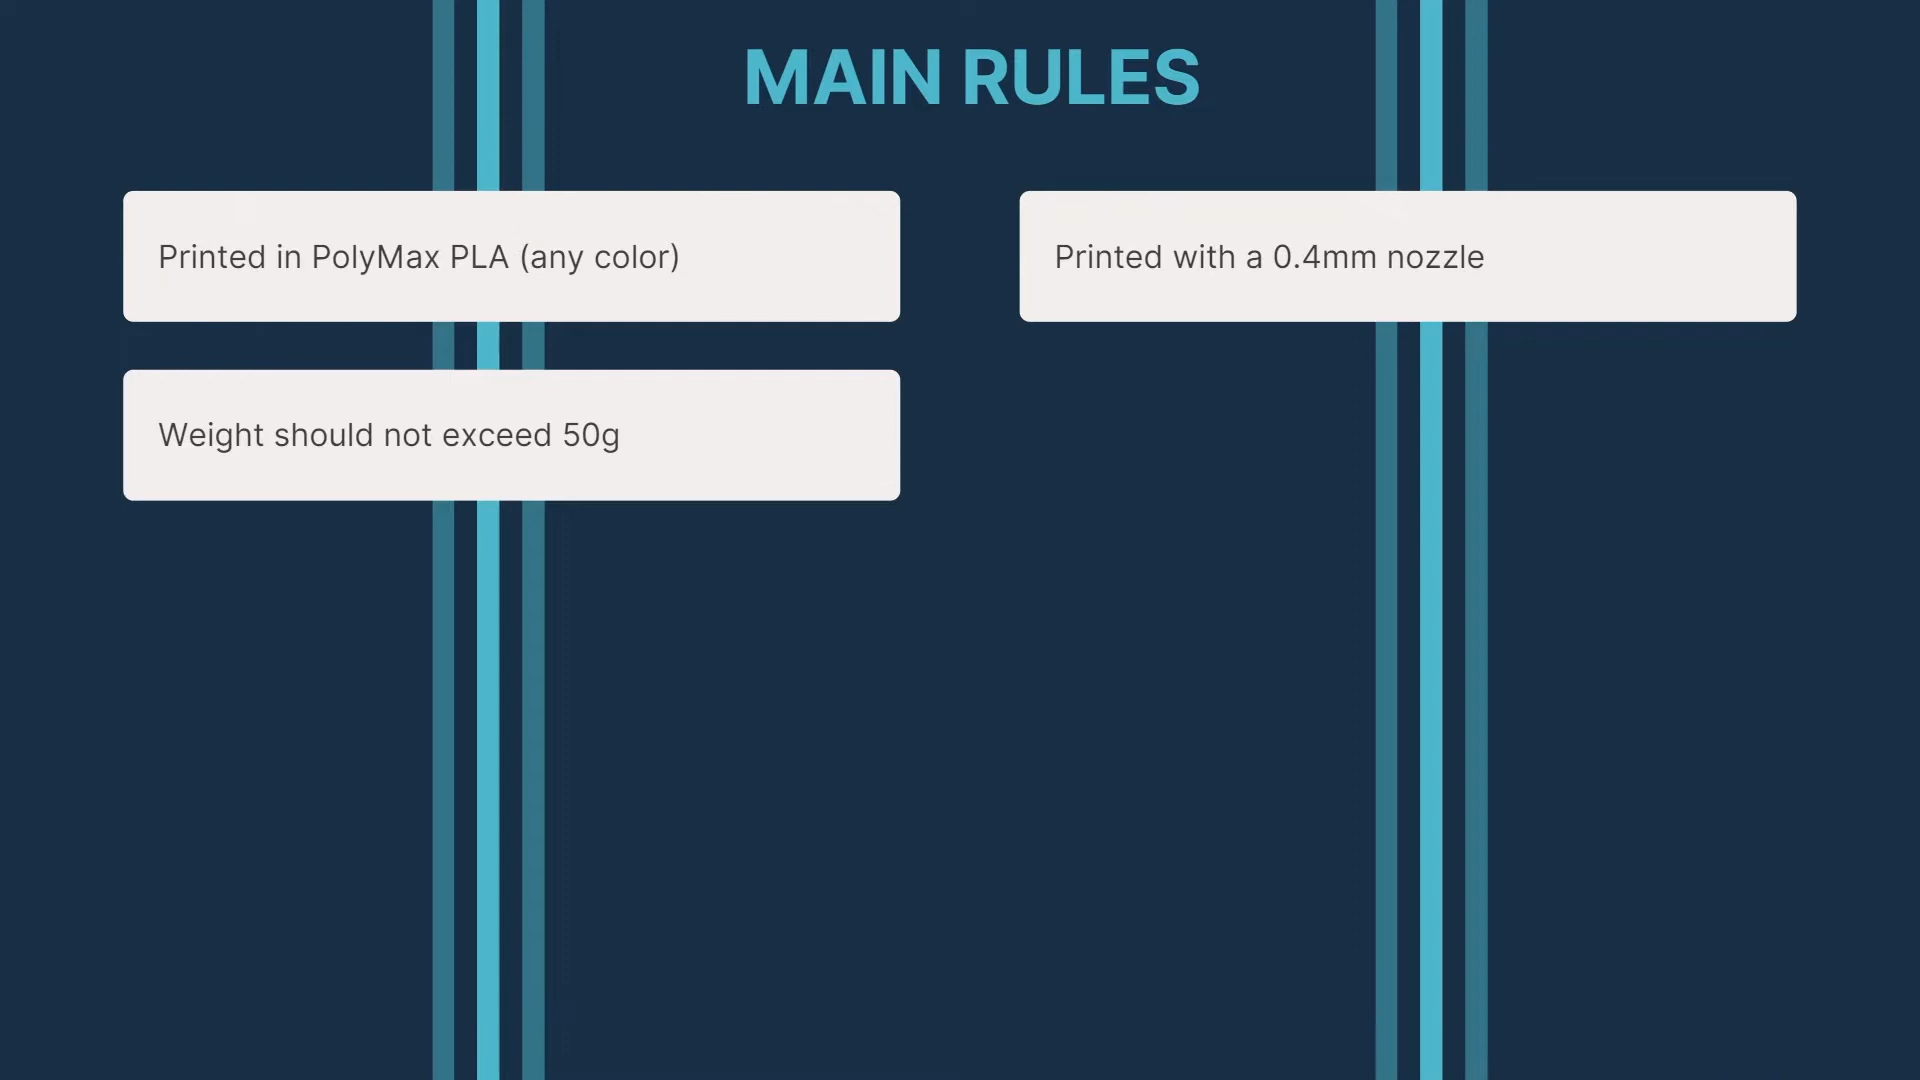 MAIN RULES
Printed in PolyMax PLA (any color)
Printed with a 0.4mm nozzle
Weight should not exceed 50g